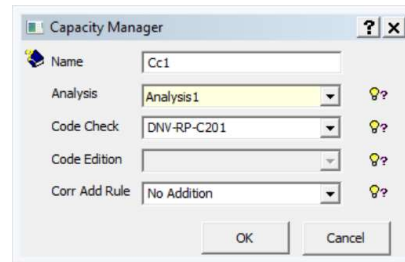 Capacity Manager ? x
Name Cc1
Analysis Analysis1 ?
Code Check DNV-RP-C201 ?
Code Edition ?
Corr Add Rule No Addition ?
OK Cancel